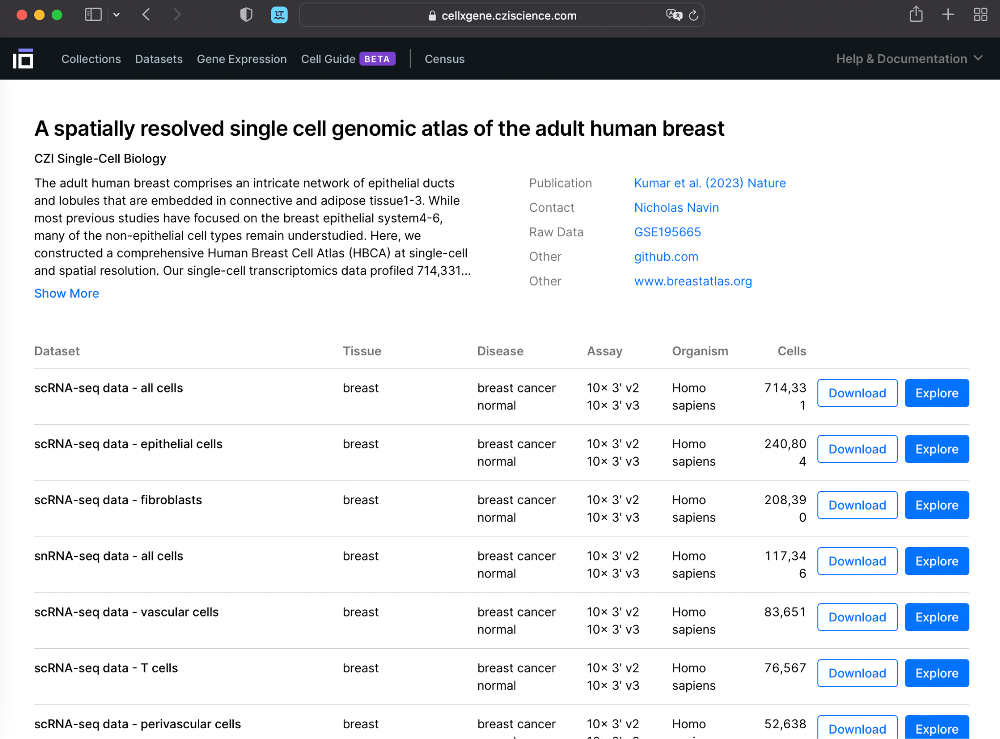 cellxgene.cziscience.com
Collections Datasets Gene Expression Cell Guide BETA Census Help & Documentation
A spatially resolved single cell genomic atlas of the adult human breast
CZI Single-Cell Biology
The adult human breast comprises an intricate network of epithelial ducts
and lobules that are embedded in connective and adipose tissue1-3. While
most previous studies have focused on the breast epithelial system4-6,
many of the non-epithelial cell types remain understudied. Here, we
constructed a comprehensive Human Breast Cell Atlas (HBCA) at single-cell
and spatial resolution. Our single-cell transcriptomics data profiled 714,331...
Show More
Publication Kumar et al. (2023) Nature
Contact Nicholas Navin
Raw Data GSE195665
Other github.com
Other www.breastatlas.org
Dataset Tissue Disease Assay Organism Cells
scRNA-seq data - all cells breast breast cancer 10× 3' v2 Homo 714,33 Download Explore
normal 10× 3' v3 sapiens 1
scRNA-seq data - epithelial cells breast breast cancer 10× 3' v2 Homo 240,80 Download Explore
normal 10× 3' v3 sapiens 4
scRNA-seq data - fibroblasts breast breast cancer 10× 3' v2 Homo 208,39 Download Explore
normal 10× 3' v3 sapiens 0
snRNA-seq data - all cells breast breast cancer 10× 3' v2 Homo 117,34 Download Explore
normal 10× 3' v3 sapiens 6
scRNA-seq data - vascular cells breast breast cancer 10× 3' v2 Homo 83,651 Download Explore
normal 10× 3' v3 sapiens
scRNA-seq data - T cells breast breast cancer 10× 3' v2 Homo 76,567 Download Explore
normal 10× 3' v3 sapiens
scRNA-seq data - perivascular cells breast breast cancer 10× 3' v2 Homo 52,638 Download Explore